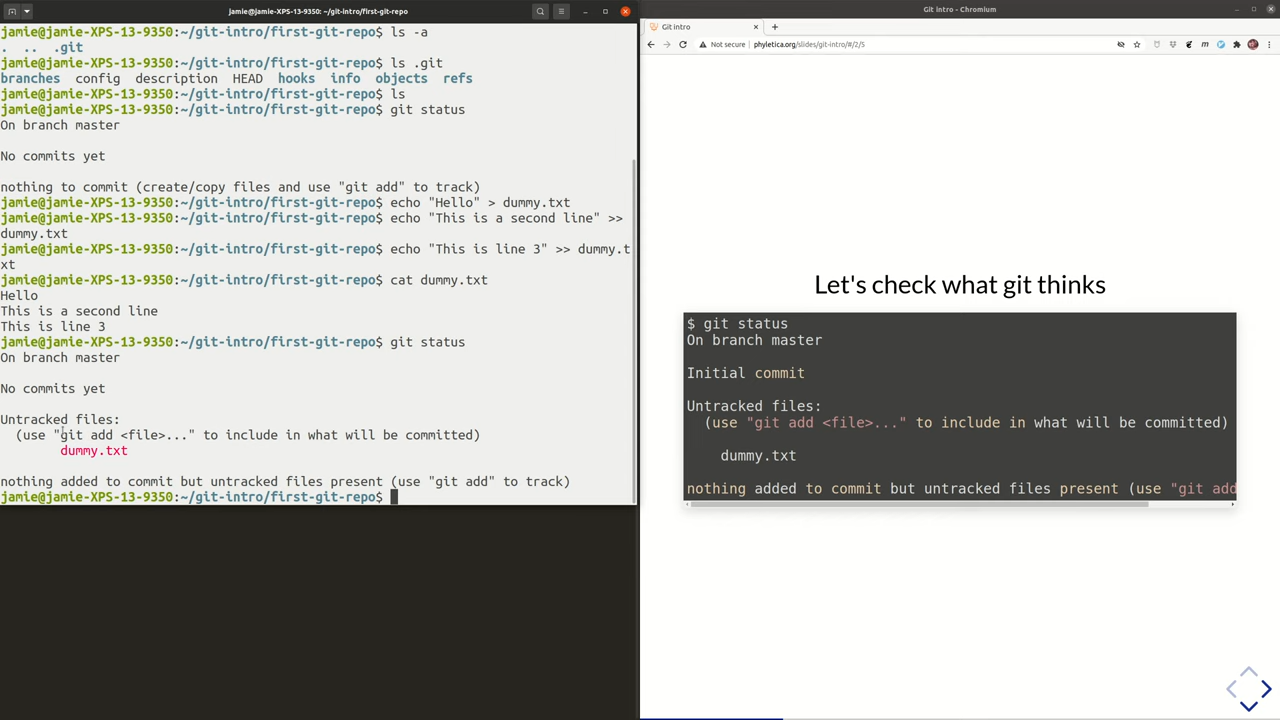 jamie@jamie-XPS-13-9350: ~/git-intro/first-git-repo
jamie@jamie-XPS-13-9350:~/git-intro/first-git-repo$ ls -a
.  ..  .git
jamie@jamie-XPS-13-9350:~/git-intro/first-git-repo$ ls .git
branches  config  description  HEAD  hooks  info  objects  refs
jamie@jamie-XPS-13-9350:~/git-intro/first-git-repo$ ls
jamie@jamie-XPS-13-9350:~/git-intro/first-git-repo$ git status
On branch master
No commits yet
nothing to commit (create/copy files and use "git add" to track)
jamie@jamie-XPS-13-9350:~/git-intro/first-git-repo$ echo "Hello" > dummy.txt
jamie@jamie-XPS-13-9350:~/git-intro/first-git-repo$ echo "This is a second line" >>
dummy.txt
jamie@jamie-XPS-13-9350:~/git-intro/first-git-repo$ echo "This is line 3" >> dummy.t
xt
jamie@jamie-XPS-13-9350:~/git-intro/first-git-repo$ cat dummy.txt
Hello
This is a second line
This is line 3
jamie@jamie-XPS-13-9350:~/git-intro/first-git-repo$ git status
On branch master
No commits yet
Untracked files:
(use "git add <file>..." to include in what will be committed)
dummy.txt
nothing added to commit but untracked files present (use "git add" to track)
jamie@jamie-XPS-13-9350:~/git-intro/first-git-repo$
Git intro - Chromium
Git intro
Not secure | phyletica.org/slides/git-intro/#/2/5
Let's check what git thinks
$ git status
On branch master
Initial commit
Untracked files:
(use "git add <file>..." to include in what will be committed)
dummy.txt
nothing added to commit but untracked files present (use "git add